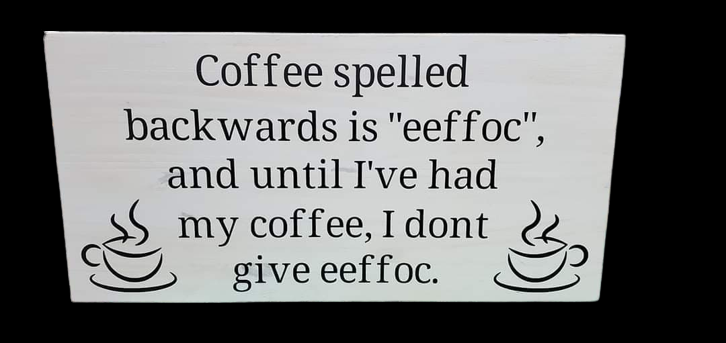 Coffee spelled
backwards is "eeffoc",
and until I've had
my coffee, I dont
give eeffoc.